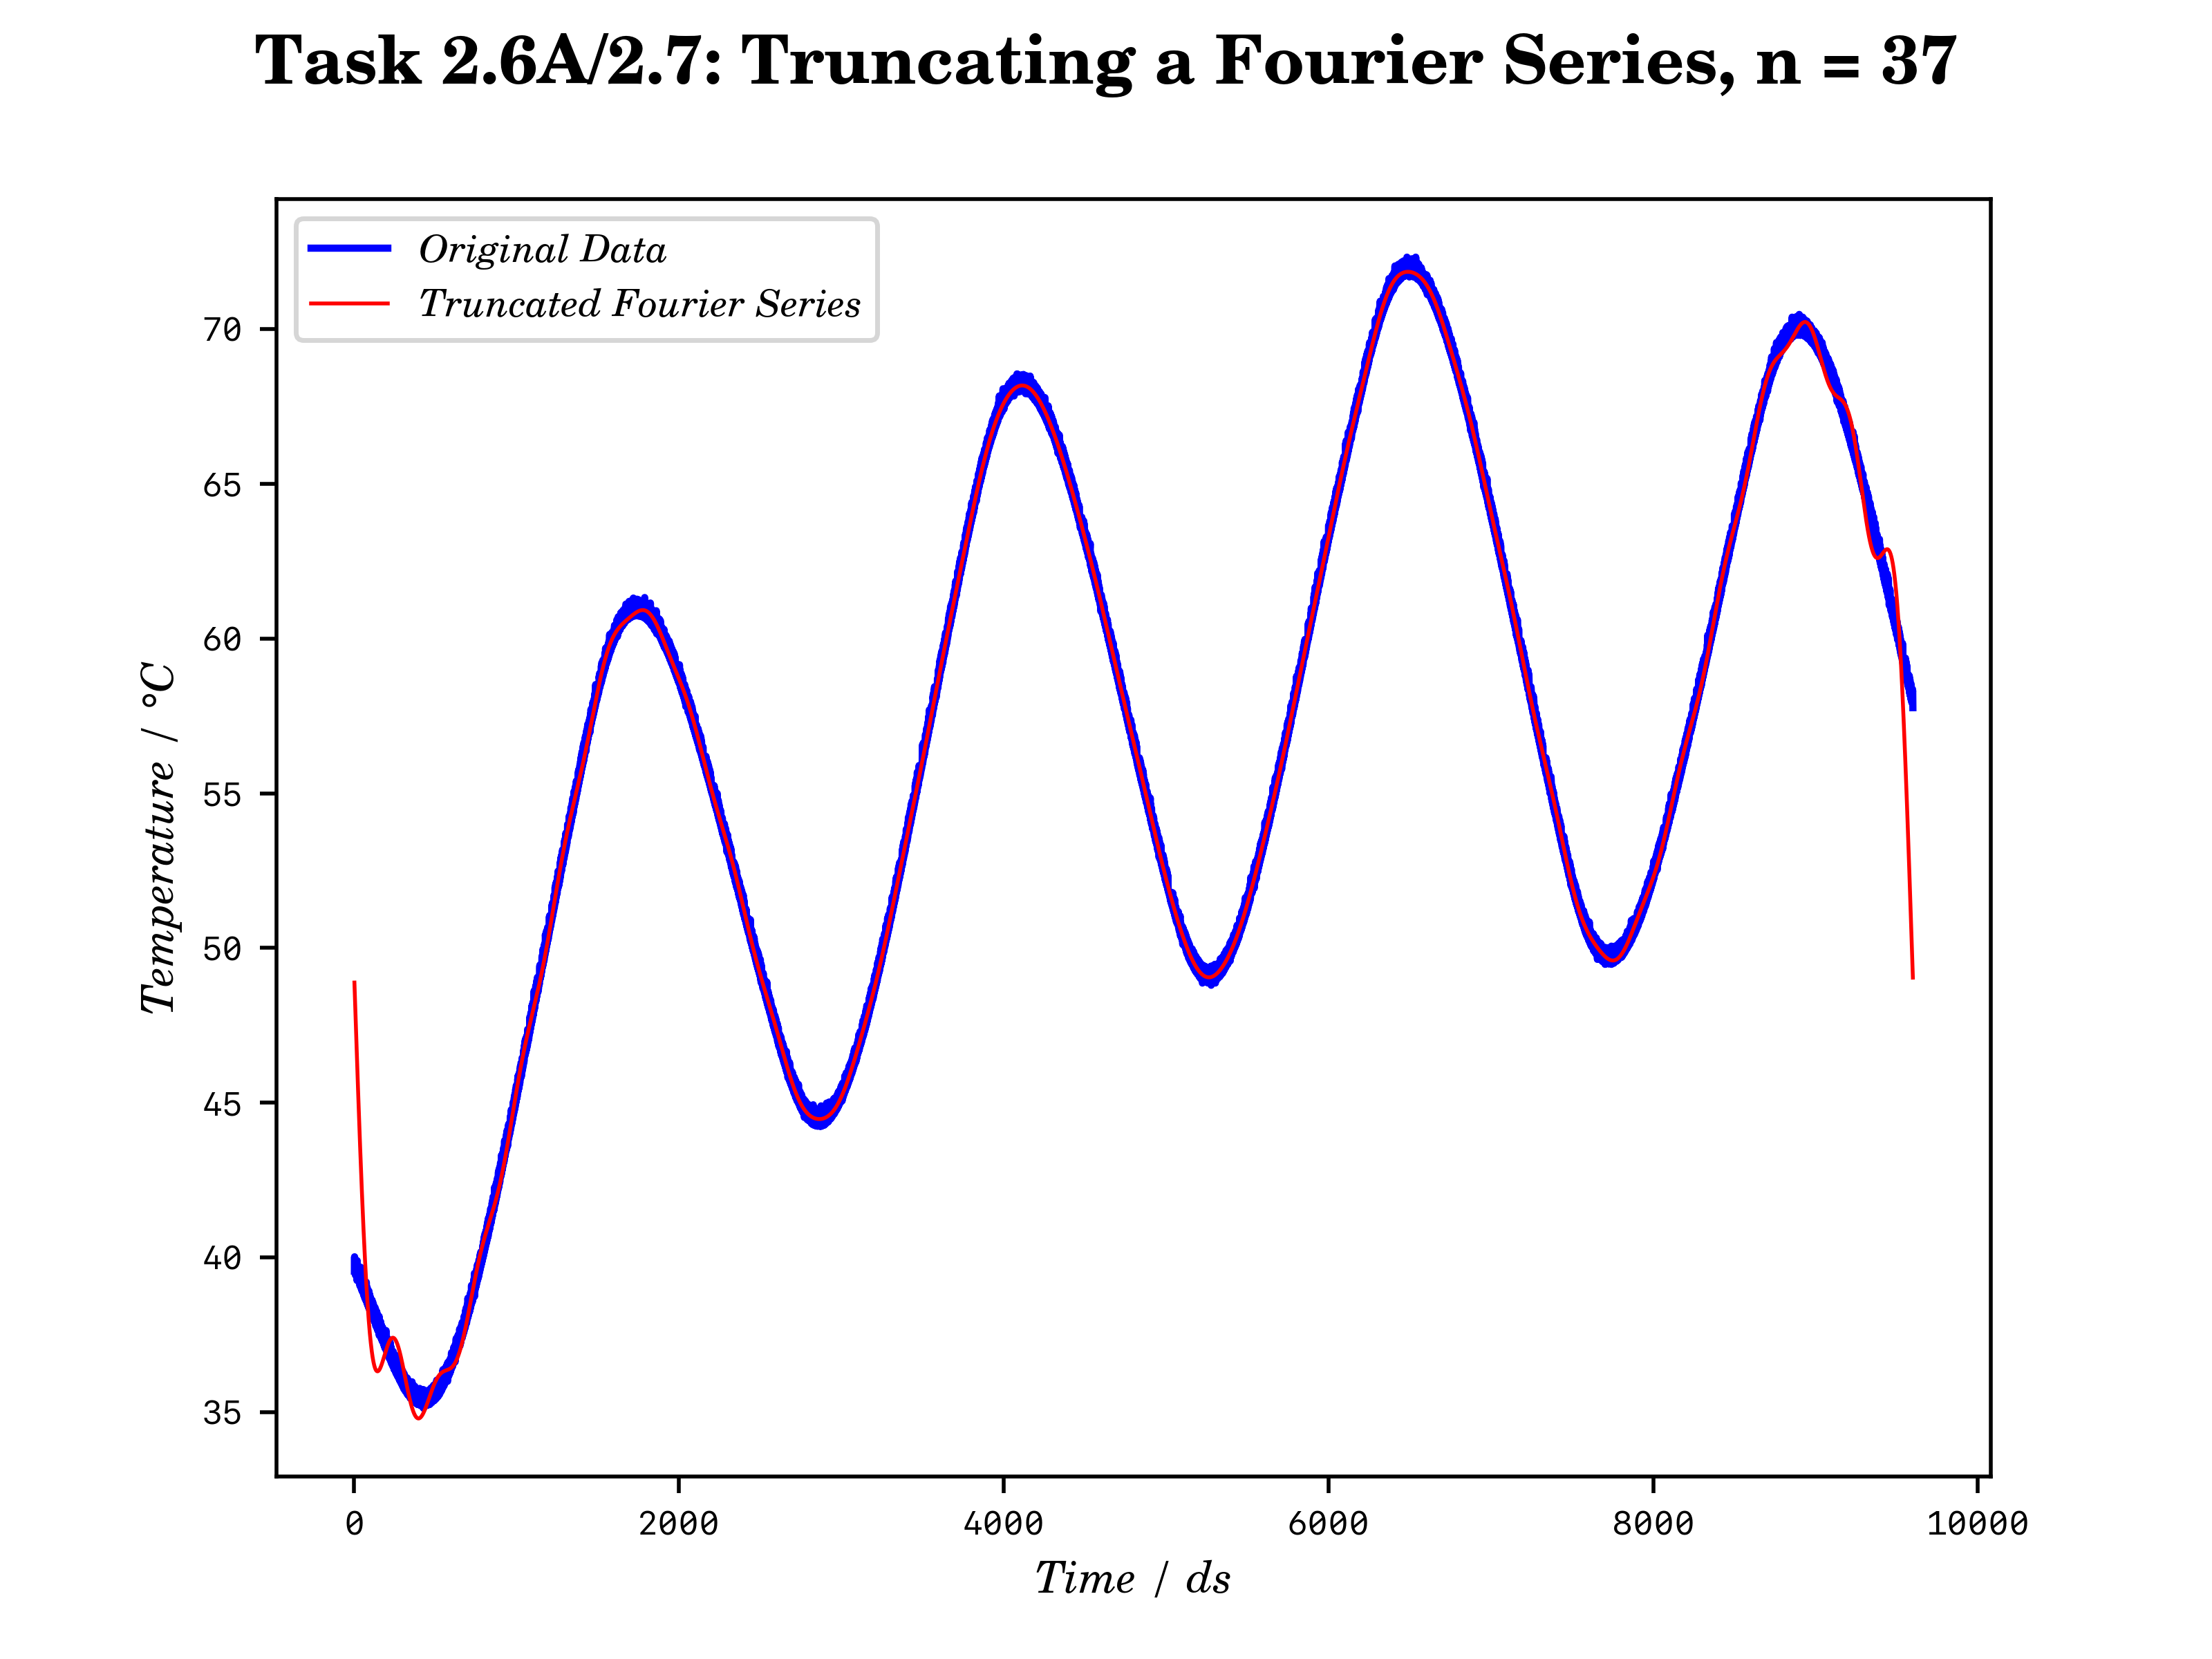 Task 2.6A/2.7: Truncating a Fourier Series, n = 37
Original Data
Truncated Fourier Series
70
65
60
55
50
45
40
35
Temperature / °C
0 2000 4000 6000 8000 10000
Time / ds